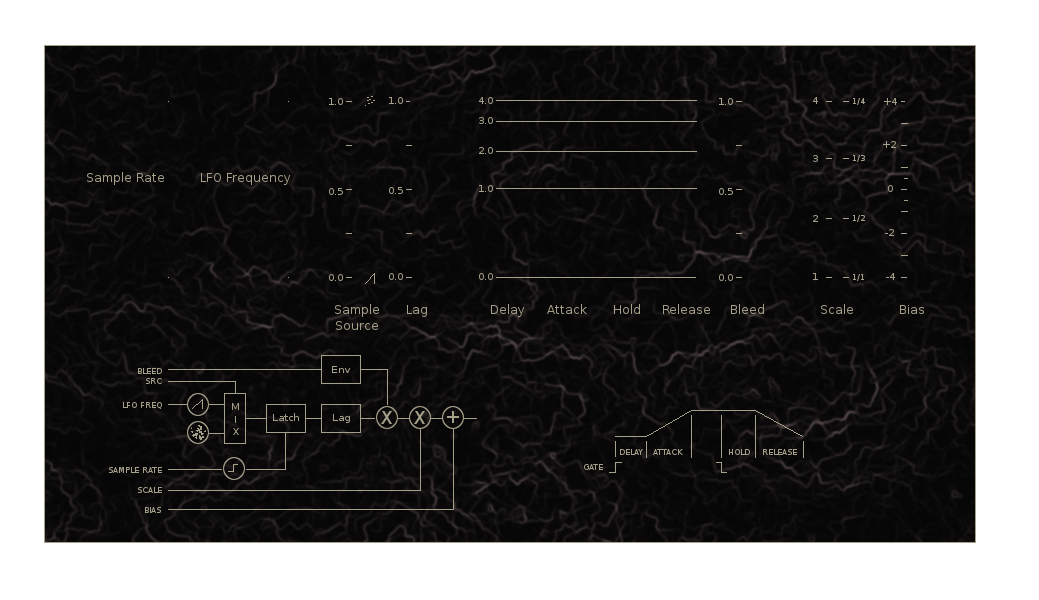 4.0
1.0 1.0 1.0 4 1/4 +4
3.0
+2
2.0
3 1/3
Sample Rate LFO Frequency
1.0 0
0.5 0.5 0.5
2 1/2
-2
0.0 0.0 0.0 0.0 1 1/1 -4
Sample Source
Lag
Delay Attack Hold Release Bleed
Scale Bias
BLEED
Env
SRC
LFO FREQ
M
I
X
Latch Lag X X +
SAMPLE RATE
SCALE
BIAS
DELAY ATTACK HOLD RELEASE
GATE